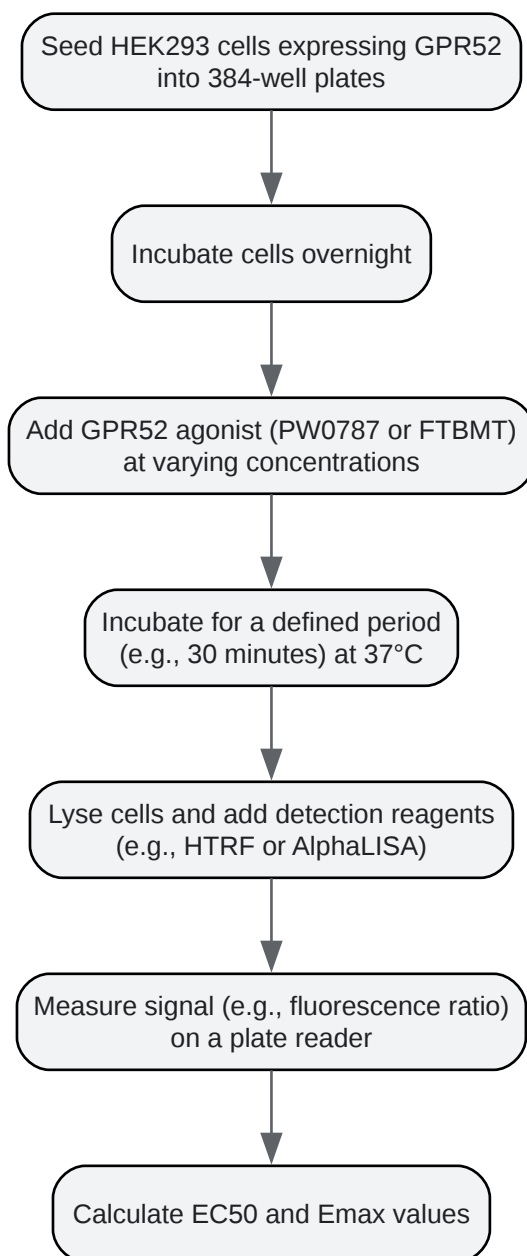 Seed HEK293 cells expressing GPR52
into 384-well plates
Incubate cells overnight
Add GPR52 agonist (PW0787 or FTBMT)
at varying concentrations
Incubate for a defined period
(e.g., 30 minutes) at 37°C
Lyse cells and add detection reagents
(e.g., HTRF or AlphaLISA)
Measure signal (e.g., fluorescence ratio)
on a plate reader
Calculate EC50 and Emax values